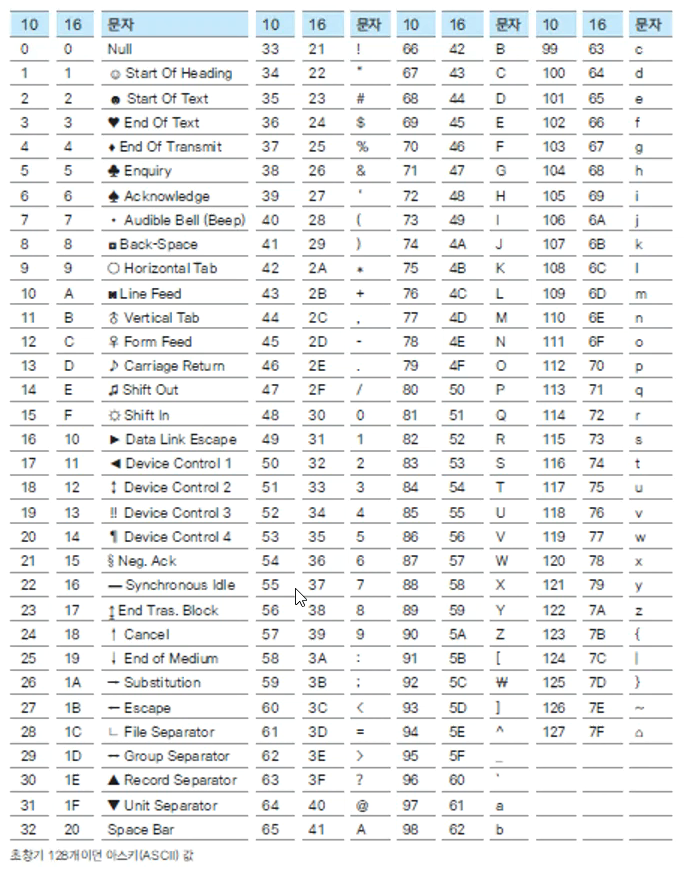 10 16 문자 10 16 문자 10 16 문자 10 16 문자
0 0 Null 33 21 ! 66 42 B 99 63 c
1 1 ☺ Start Of Heading 34 22 " 67 43 C 100 64 d
2 2 ☻ Start Of Text 35 23 # 68 44 D 101 65 e
3 3 ♥ End Of Text 36 24 $ 69 45 E 102 66 f
4 4 ♦ End Of Transmit 37 25 % 70 46 F 103 67 g
5 5 ♣ Enquiry 38 26 & 71 47 G 104 68 h
6 6 ♠ Acknowledge 39 27 ' 72 48 H 105 69 i
7 7 • Audible Bell (Beep) 40 28 ( 73 49 I 106 6A j
8 8 ◘ Back-Space 41 29 ) 74 4A J 107 6B k
9 9 ○ Horizontal Tab 42 2A * 75 4B K 108 6C l
10 A ◙ Line Feed 43 2B + 76 4C L 109 6D m
11 B ♂ Vertical Tab 44 2C , 77 4D M 110 6E n
12 C ♀ Form Feed 45 2D - 78 4E N 111 6F o
13 D ♪ Carriage Return 46 2E . 79 4F O 112 70 p
14 E ♫ Shift Out 47 2F / 80 50 P 113 71 q
15 F ☼ Shift In 48 30 0 81 51 Q 114 72 r
16 10 ► Data Link Escape 49 31 1 82 52 R 115 73 s
17 11 ◄ Device Control 1 50 32 2 83 53 S 116 74 t
18 12 ↕ Device Control 2 51 33 3 84 54 T 117 75 u
19 13 ‼ Device Control 3 52 34 4 85 55 U 118 76 v
20 14 ¶ Device Control 4 53 35 5 86 56 V 119 77 w
21 15 § Neg. Ack 54 36 6 87 57 W 120 78 x
22 16 — Synchronous Idle 55 37 7 88 58 X 121 79 y
23 17 ↨ End Tras. Block 56 38 8 89 59 Y 122 7A z
24 18 ↑ Cancel 57 39 9 90 5A Z 123 7B {
25 19 ↓ End of Medium 58 3A : 91 5B [ 124 7C |
26 1A → Substitution 59 3B ; 92 5C ₩ 125 7D }
27 1B ← Escape 60 3C < 93 5D ] 126 7E ~
28 1C ∟ File Separator 61 3D = 94 5E ^ 127 7F ⌂
29 1D ↔ Group Separator 62 3E > 95 5F _
30 1E ▲ Record Separator 63 3F ? 96 60 `
31 1F ▼ Unit Separator 64 40 @ 97 61 a
32 20 Space Bar 65 41 A 98 62 b
초창기 128개이던 아스키(ASCII) 값